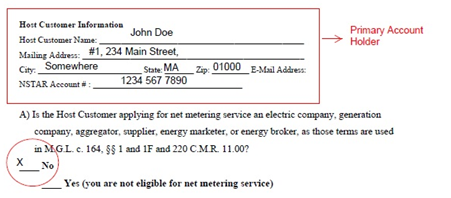 Host Customer Information
Host Customer Name: John Doe
Primary Account Holder
Mailing Address: #1, 234 Main Street,
City: Somewhere State: MA Zip: 01000 E-Mail Address:
NSTAR Account #: 1234 567 7890
A) Is the Host Customer applying for net metering service an electric company, generation
company, aggregator, supplier, energy marketer, or energy broker, as those terms are used
in M.G.L. c. 164, §§ 1 and 1F and 220 C.M.R. 11.00?
X No
Yes (you are not eligible for net metering service)